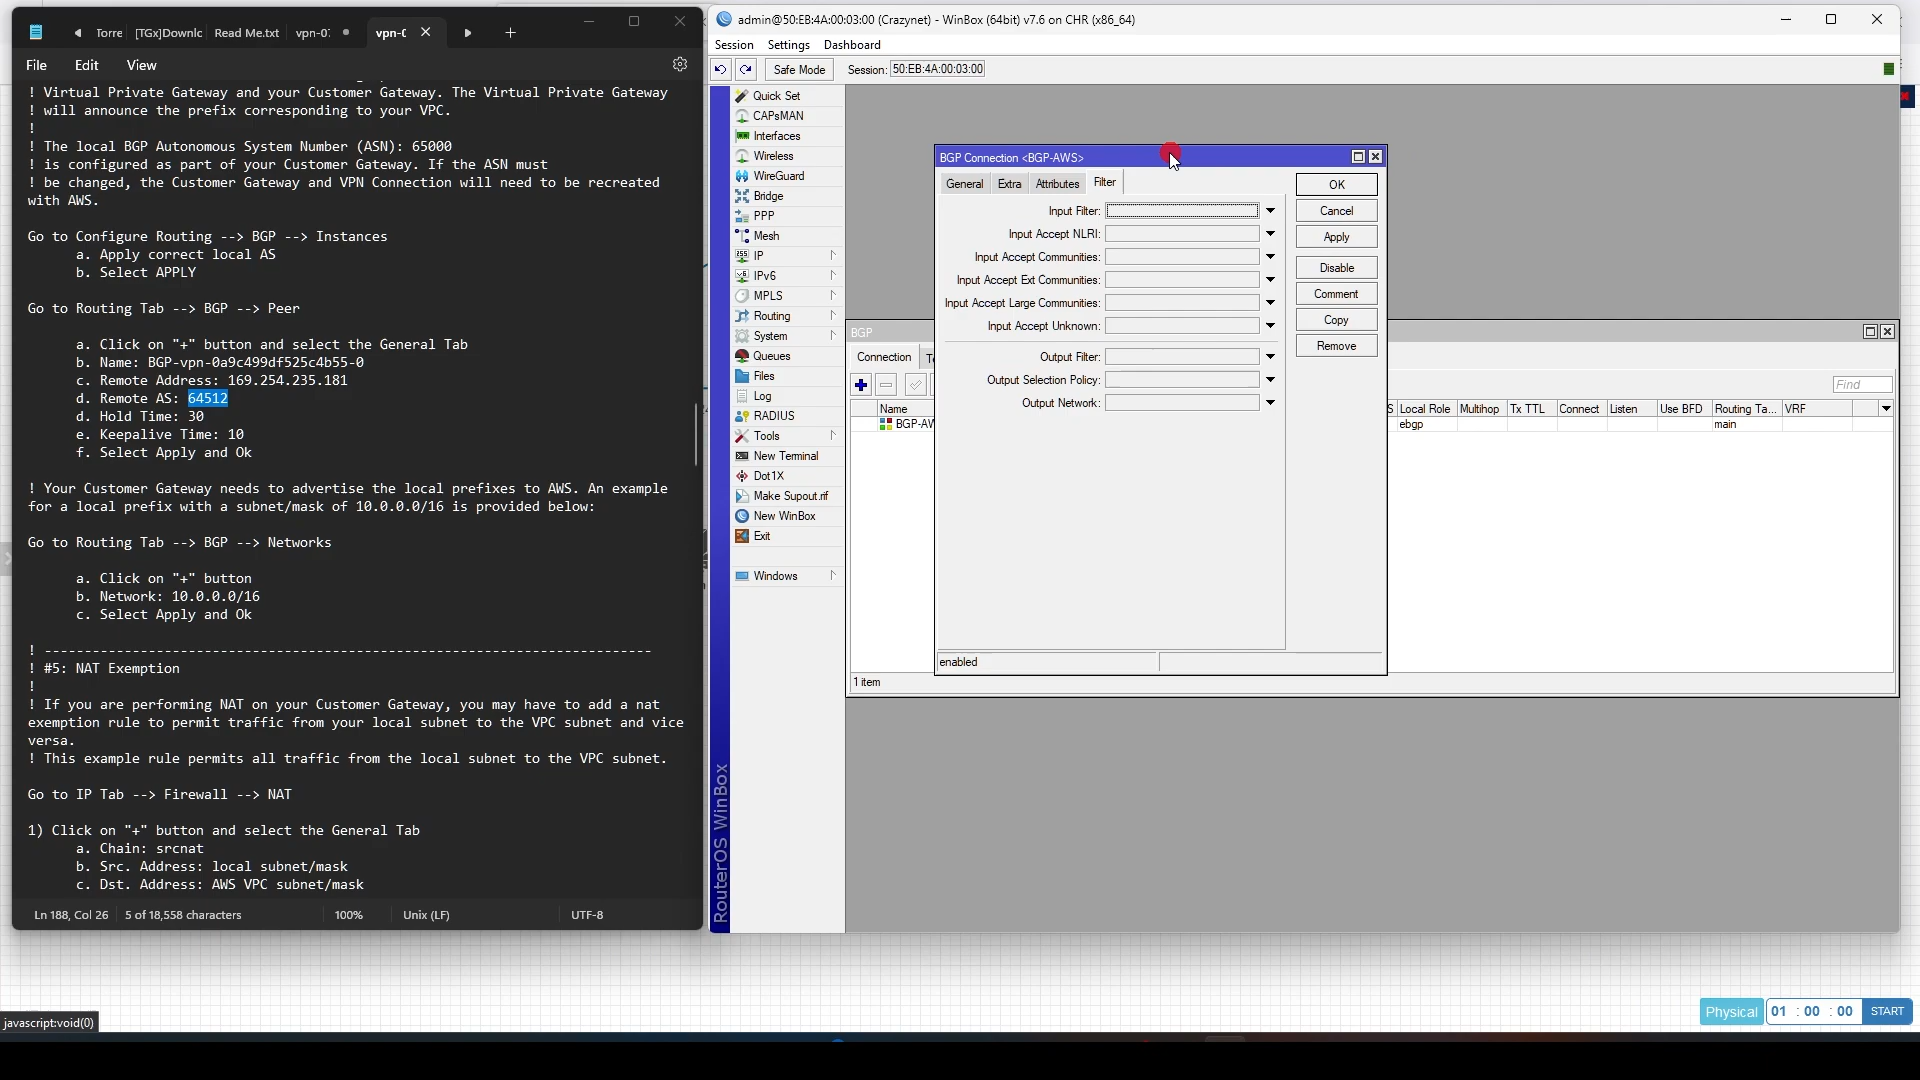 Torre
[TGx]Downlc
Read Me.txt
vpn-0
vpn-0
File
Edit
View
! Virtual Private Gateway and your Customer Gateway. The Virtual Private Gateway
! will announce the prefix corresponding to your VPC.
!
! The local BGP Autonomous System Number (ASN): 65000
! is configured as part of your Customer Gateway. If the ASN must
! be changed, the Customer Gateway and VPN Connection will need to be recreated
with AWS.
Go to Configure Routing --> BGP --> Instances
a. Apply correct local AS
b. Select APPLY
Go to Routing Tab --> BGP --> Peer
a. Click on "+" button and select the General Tab
b. Name: BGP-vpn-0a9c499df525c4b55-0
c. Remote Address: 169.254.235.181
d. Remote AS: 64512
d. Hold Time: 30
e. Keepalive Time: 10
f. Select Apply and Ok
! Your Customer Gateway needs to advertise the local prefixes to AWS. An example
for a local prefix with a subnet/mask of 10.0.0.0/16 is provided below:
Go to Routing Tab --> BGP --> Networks
a. Click on "+" button
b. Network: 10.0.0.0/16
c. Select Apply and Ok
! ----------------------------------------------------------------------------
! #5: NAT Exemption
!
! If you are performing NAT on your Customer Gateway, you may have to add a nat
exemption rule to permit traffic from your local subnet to the VPC subnet and vice
versa.
! This example rule permits all traffic from the local subnet to the VPC subnet.
Go to IP Tab --> Firewall --> NAT
1) Click on "+" button and select the General Tab
a. Chain: srcnat
b. Src. Address: local subnet/mask
c. Dst. Address: AWS VPC subnet/mask
Ln 188, Col 26
5 of 18,558 characters
100%
Unix (LF)
UTF-8
javascript:void(0)
admin@50:EB:4A:00:03:00 (Crazynet) - WinBox (64bit) v7.6 on CHR (x86_64)
Session
Settings
Dashboard
Safe Mode
Session: 50:EB:4A:00:03:00
Quick Set
CAPsMAN
Interfaces
Wireless
WireGuard
Bridge
PPP
Mesh
IP
IPv6
MPLS
Routing
System
Queues
Files
Log
RADIUS
Tools
New Terminal
Dot1X
Make Supout.rif
New WinBox
Exit
Windows
RouterOS WinBox
BGP Connection <BGP-AWS>
General
Extra
Attributes
Filter
Input Filter:
Input Accept NLRI:
Input Accept Communities:
Input Accept Ext Communities:
Input Accept Large Communities:
Input Accept Unknown:
Output Filter:
Output Selection Policy:
Output Network:
OK
Cancel
Apply
Disable
Comment
Copy
Remove
enabled
BGP
Connection
Te
Find
Name
S
Local Role
Multihop
Tx TTL
Connect
Listen
Use BFD
Routing Ta...
VRF
BGP-AW
ebgp
main
1 item
Physical
01 : 00 : 00
START